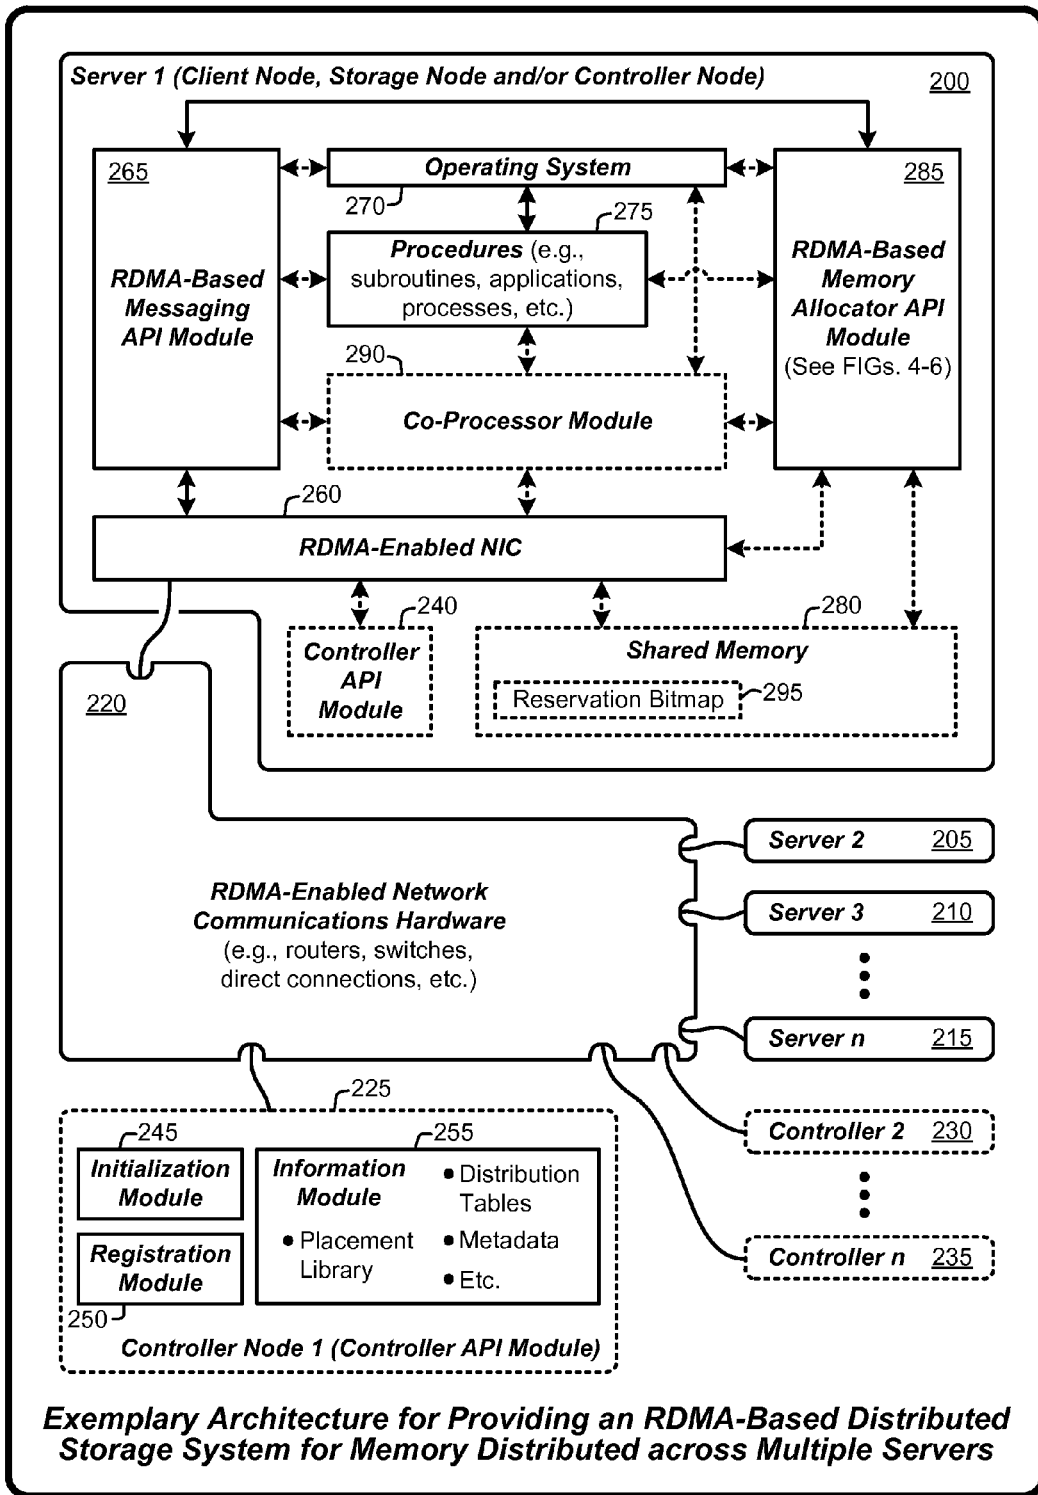 Server 1 (Client Node, Storage Node and/or Controller Node)
200
265
RDMA-Based
Messaging
API Module
Operating System
270
275
Procedures (e.g.,
subroutines, applications,
processes, etc.)
290
Co-Processor Module
285
RDMA-Based
Memory
Allocator API
Module
(See FIGs. 4-6)
260
RDMA-Enabled NIC
240
Controller
API
Module
280
Shared Memory
Reservation Bitmap
295
220
RDMA-Enabled Network
Communications Hardware
(e.g., routers, switches,
direct connections, etc.)
Server 2 205
Server 3 210
Server n 215
225
245
Initialization
Module
Registration
Module
250
255
Information
Module
• Placement
Library
• Distribution
Tables
• Metadata
• Etc.
Controller Node 1 (Controller API Module)
Controller 2 230
Controller n 235
Exemplary Architecture for Providing an RDMA-Based Distributed
Storage System for Memory Distributed across Multiple Servers